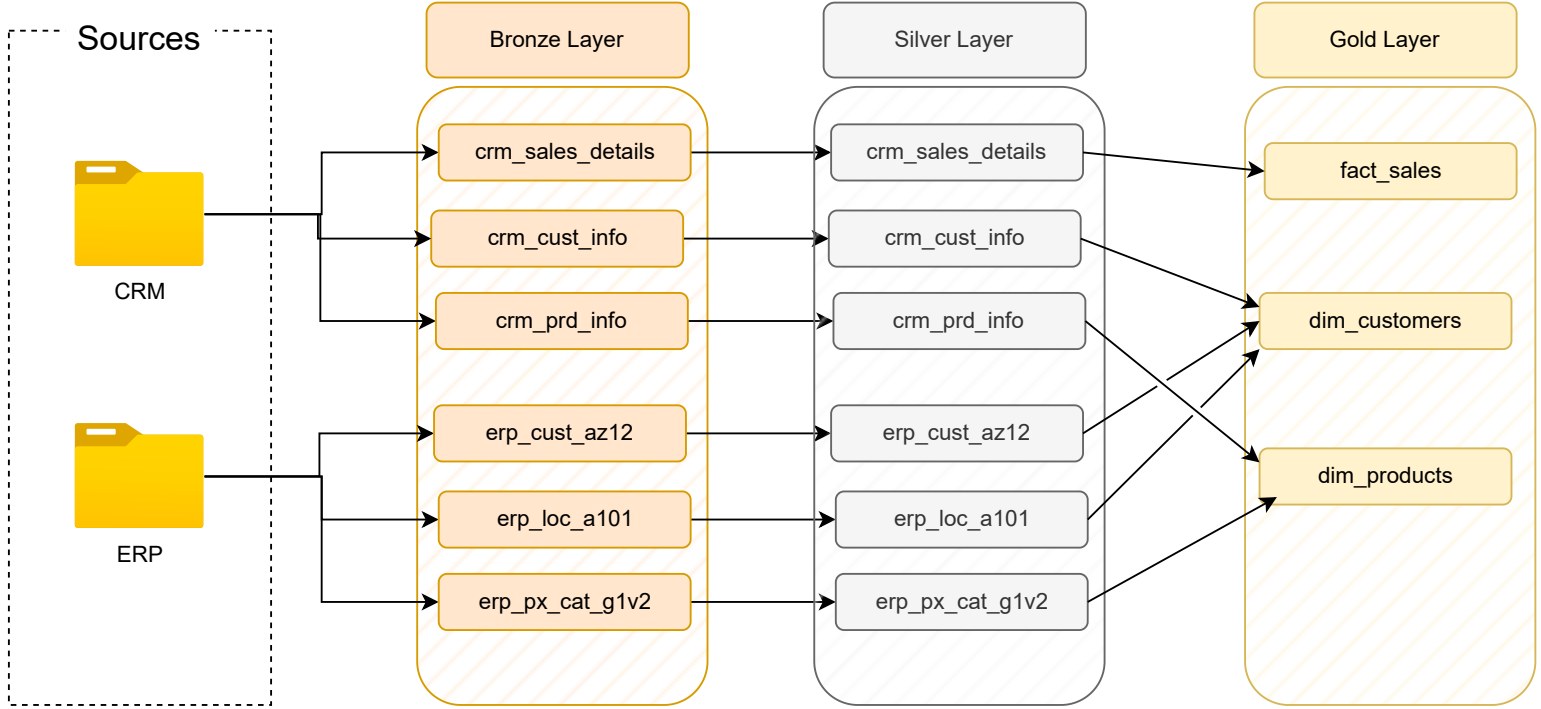 Sources
Bronze Layer
Silver Layer
Gold Layer
crm_sales_details
crm_sales_details
fact_sales
crm_cust_info
crm_cust_info
CRM
crm_prd_info
crm_prd_info
dim_customers
erp_cust_az12
erp_cust_az12
dim_products
erp_loc_a101
erp_loc_a101
ERP
erp_px_cat_g1v2
erp_px_cat_g1v2